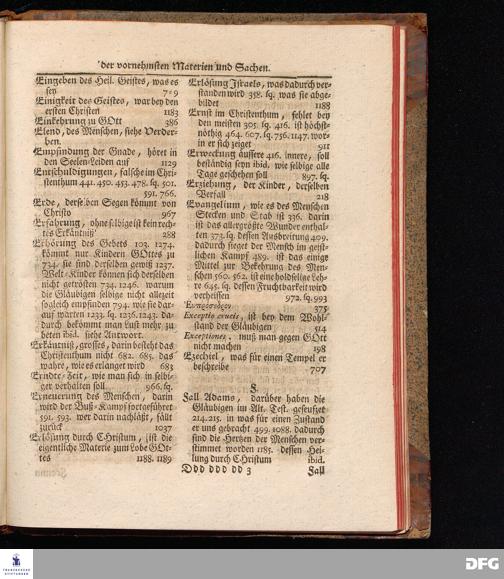 der vornehmsten Materien und Sachen.
Eingeben des Heil. Geistes, was es
sey 719
Einigkeit des Geistes, war bey den
ersten Christen 1183
Einkehrung zu GOtt 386
Elend, des Menschen, siehe Verder-
ben.
Empfindung der Gnade, höret in
den Seelen-Leiden auf 1129
Entschuldigungen, falsche im Chri-
stenthum 441. 450. 453. 478. sq. 501.
591. 766.
Erde, derselben Segen kömmt von
Christo 967
Erfahrung, ohne selbige ist kein rech-
tes Erkäntniß 288
Erhörung des Gebets 103. 1274.
kömmt nur Kindern GOttes zu
734. sie sind derselben gewiß 1237.
Welt-Kinder können sich derselben
nicht getrösten 734. 1246. warum
die Gläubigen selbige nicht allezeit
sogleich empfinden 794. wie sie dar-
auf warten 1233. sq. 1236. 1243. da-
durch bekommt man Lust mehr zu
beten ibid. siehe Antwort.
Erkäntniß, grosses, darin besteht das
Christenthum nicht 682. 685. das
wahre, wie es erlanget wird 683
Erndte-Zeit, wie man sich in selbi-
ger verhalten soll 966. sq.
Erneuerung des Menschen, darin
wird der Buß-Kampf fortgeführet
591. 593. wer darin nachläßt, fällt
zurück 1037
Erlösung durch CHristum, ist die
eigentliche Materie zum Lobe GOt-
tes 1188. 1189
Erlösung Israels, was dadurch ver-
standen wird 358. sq. was sie abge-
bildet 1188
Ernst im Christenthum, fehlet bey
den meisten 305. sq. 416. ist höchst-
nöthig 464. 607. sq. 756. 1147. wor-
in er sich zeiget 911
Erweckung äussere 416. innere, soll
beständig seyn ibid. wie selbige alle
Tage geschehen soll 897. sq.
Erziehung, der Kinder, derselben
Verfall 218
Evangelium, wie es des Menschen
Stecken und Stab ist 336. darin
ist das allergrößte Wunder enthal-
ten 373. sq. dessen Ausbreitung 409.
dadurch sieget der Mensch im geist-
lichen Kampf 489. ist das einige
Mittel zur Bekehrung des Men-
schen 560. 562. ist eine holdselige Leh-
re 645. sq. dessen Fruchtbarkeit wird
verheissen 972. sq. 993
375
Exceptio crucis, ist bey dem Wohl-
stand der Gläubigen 514
Exceptiones, muß man gegen GOtt
nicht machen 198
Ezechiel, was für einen Tempel er
beschreibe 707
F.
Fall Adams, darüber haben die
Gläubigen im Alt. Test. geseufzet
214. 215. in was für einen Zustand
er uns gebracht 499. 1088. dadurch
sind die Hertzen der Menschen ver-
stimmet worden 1185. dessen Hei-
lung durch CHristum ibid.
Ddd ddd dd 3 Fall
DFG